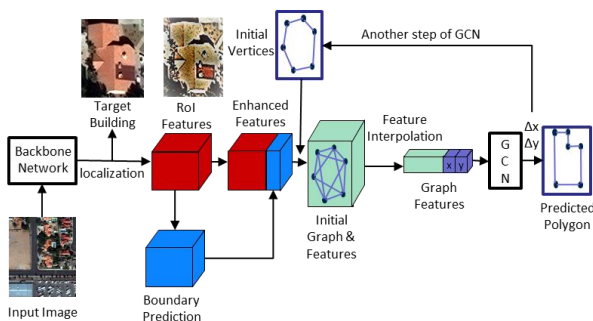 Initial
Vertices
Another step of GCN
Target
Building
RoI
Features
Enhanced
Features
Feature
Interpolation
Δx
Δy
Backbone
Network
localization
x y
G
C
N
Graph
Features
Initial
Graph &
Features
Predicted
Polygon
Boundary
Prediction
Input Image